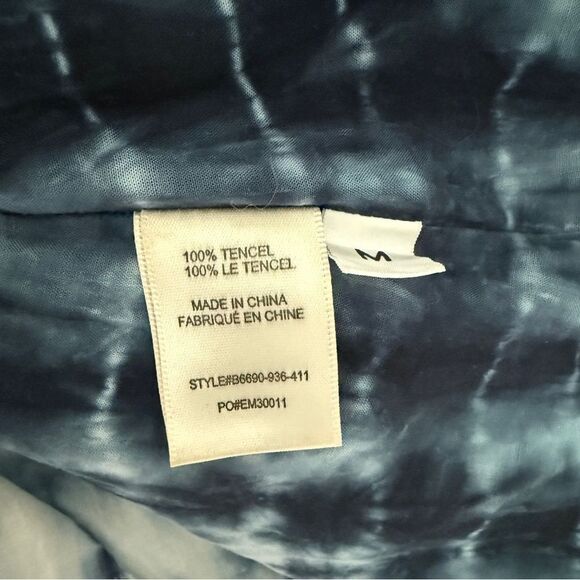 100% TENCEL
100% LE TENCEL
MADE IN CHINA
FABRIQUÉ EN CHINE
STYLE#B6690-936-411
PO#EM30011
M